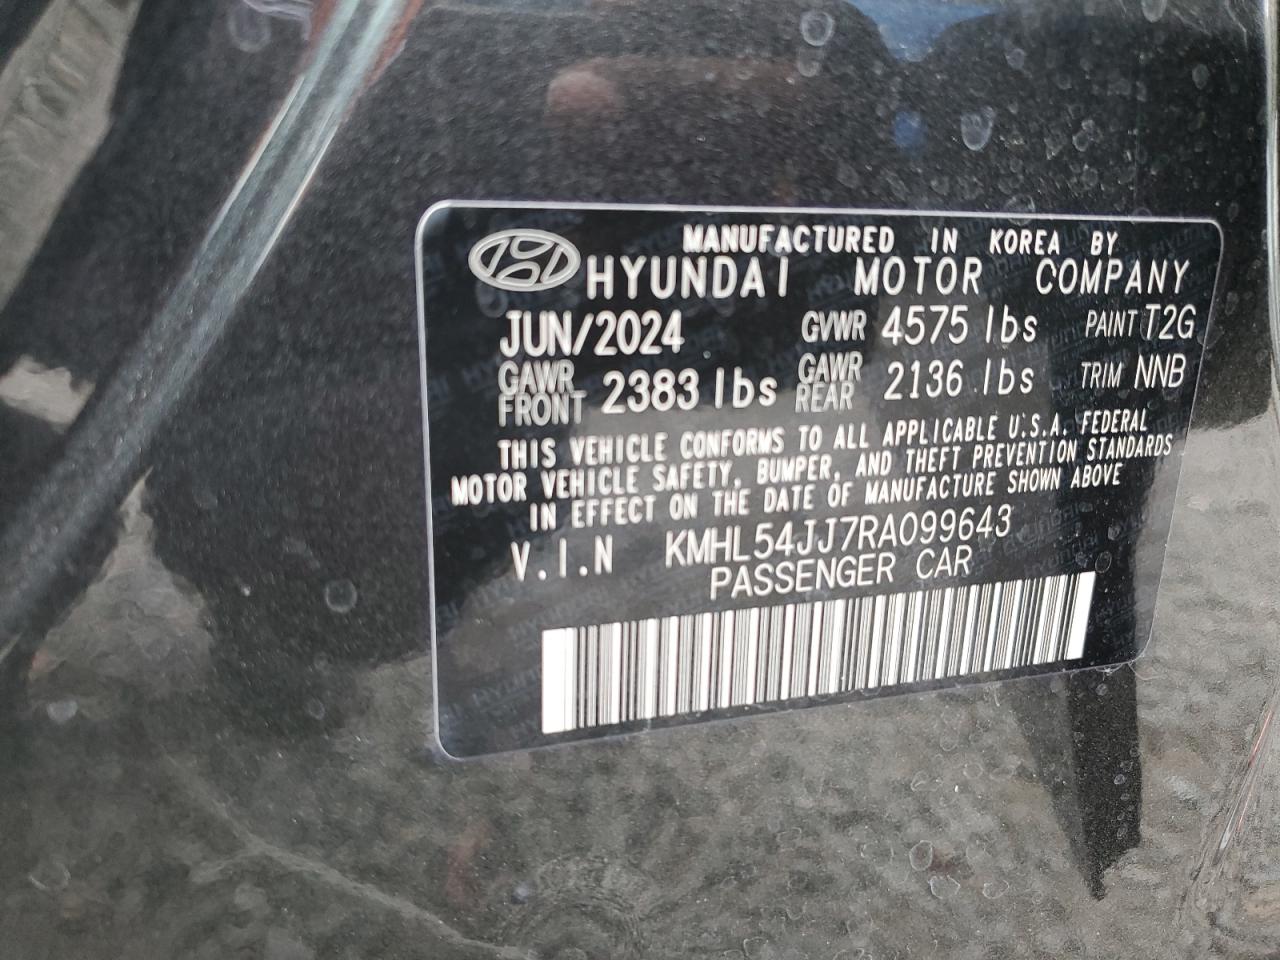 MANUFACTURED IN KOREA BY
HYUNDAI MOTOR COMPANY
JUN/2024 GVWR 4575 lbs PAINT T2G
GAWR FRONT 2383 lbs GAWR REAR 2136 lbs TRIM NNB
THIS VEHICLE CONFORMS TO ALL APPLICABLE U.S.A. FEDERAL
MOTOR VEHICLE SAFETY, BUMPER, AND THEFT PREVENTION STANDARDS
IN EFFECT ON THE DATE OF MANUFACTURE SHOWN ABOVE
V.I.N KMHL54JJ7RA099643
PASSENGER CAR